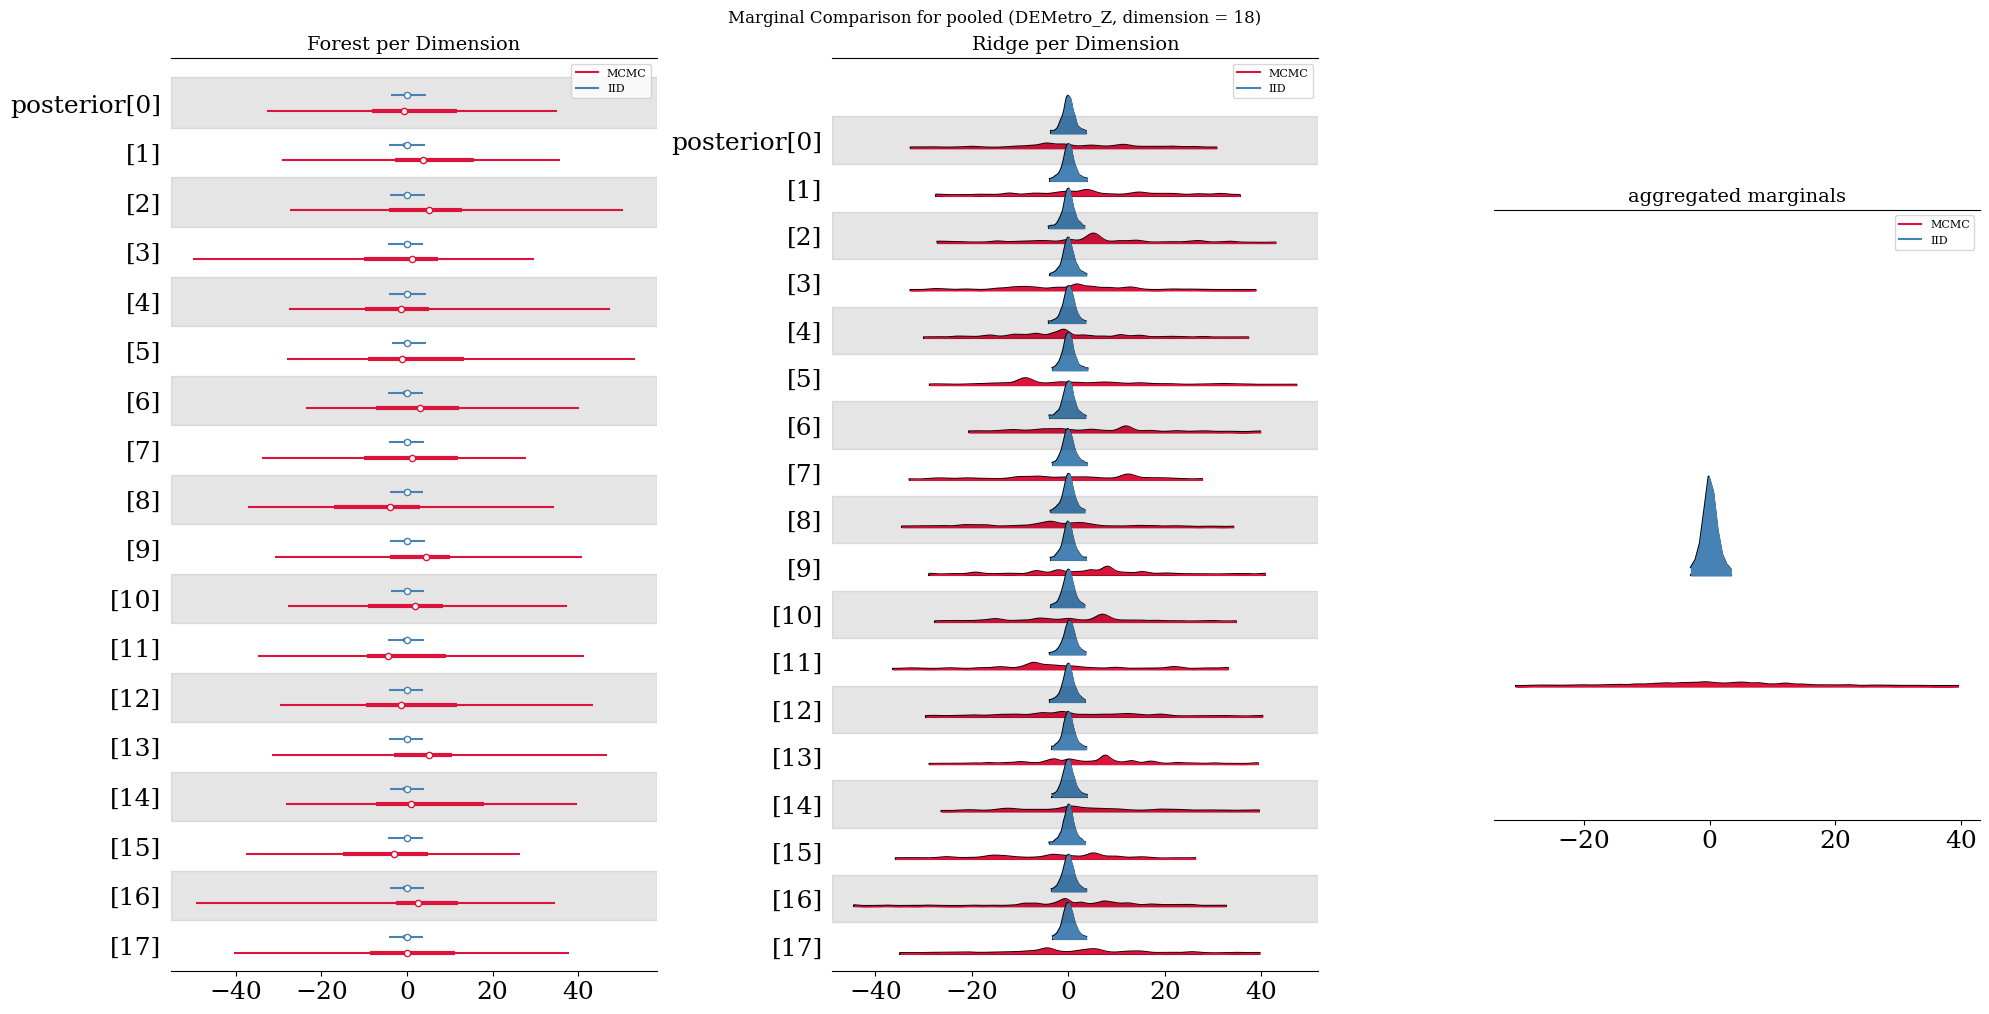 Marginal Comparison for pooled (DEMetro_Z, dimension = 18)
Forest per Dimension
MCMC
IID
posterior[0]
[1]
[2]
[3]
[4]
[5]
[6]
[7]
[8]
[9]
[10]
[11]
[12]
[13]
[14]
[15]
[16]
[17]
−40 −20 0 20 40
Ridge per Dimension
MCMC
IID
posterior[0]
[1]
[2]
[3]
[4]
[5]
[6]
[7]
[8]
[9]
[10]
[11]
[12]
[13]
[14]
[15]
[16]
[17]
−40 −20 0 20 40
aggregated marginals
MCMC
IID
−20 0 20 40